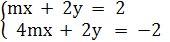 mx + 2y = 2
4mx + 2y = −2